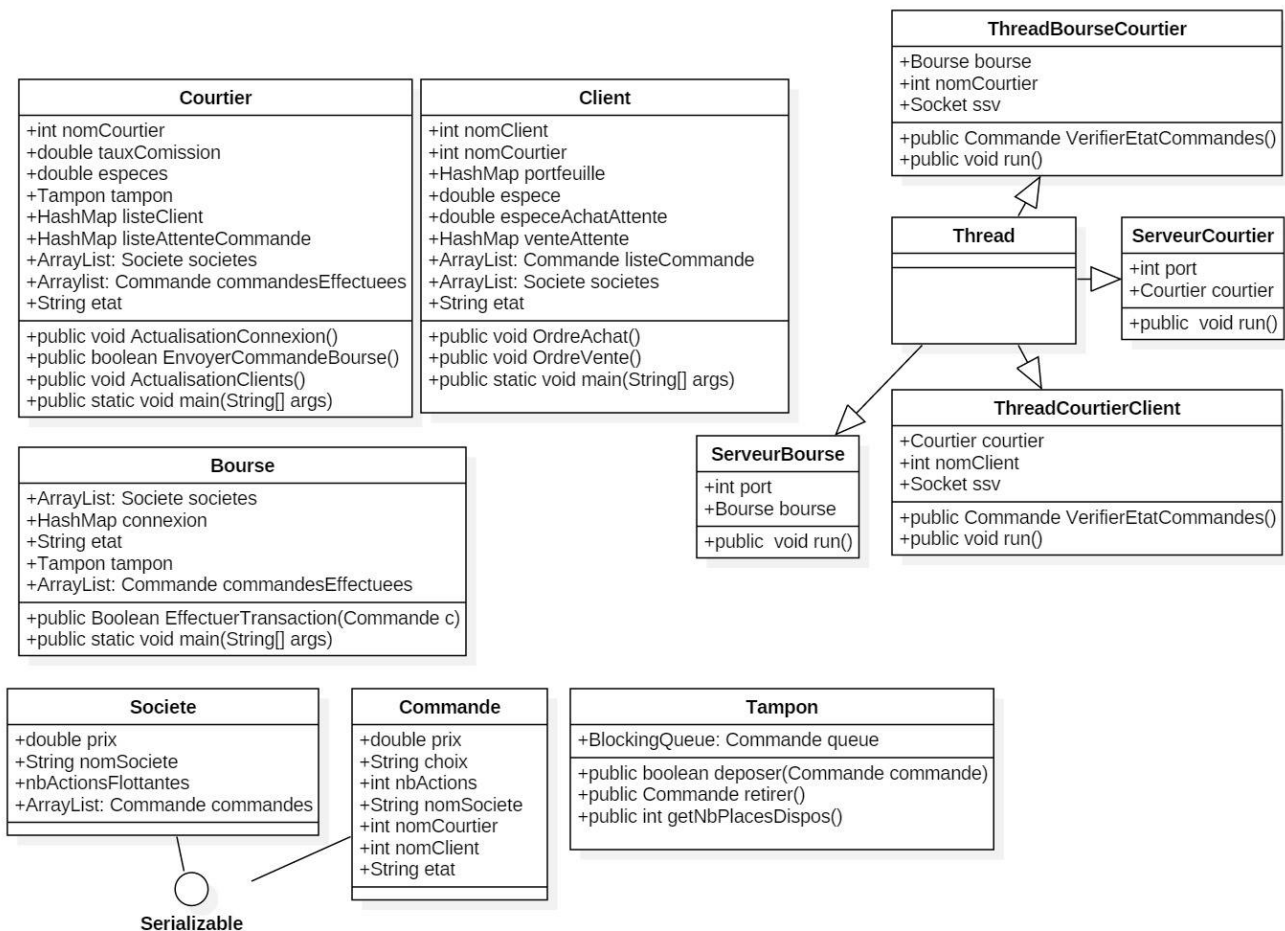 Courtier
+int nomCourtier
+double tauxComission
+double especes
+Tampon tampon
+HashMap listeClient
+HashMap listeAttenteCommande
+ArrayList: Societe societes
+Arraylist: Commande commandesEffectuees
+String etat
+public void ActualisationConnexion()
+public boolean EnvoyerCommandeBourse()
+public void ActualisationClients()
+public static void main(String[] args)
Client
+int nomClient
+int nomCourtier
+HashMap portfeuille
+double espece
+double especeAchatAttente
+HashMap venteAttente
+ArrayList: Commande listeCommande
+ArrayList: Societe societes
+String etat
+public void OrdreAchat()
+public void OrdreVente()
+public static void main(String[] args)
ThreadBourseCourtier
+Bourse bourse
+int nomCourtier
+Socket ssv
+public Commande VerifierEtatCommandes()
+public void run()
Thread
ServeurCourtier
+int port
+Courtier courtier
+public  void run()
ThreadCourtierClient
+Courtier courtier
+int nomClient
+Socket ssv
+public Commande VerifierEtatCommandes()
+public void run()
ServeurBourse
+int port
+Bourse bourse
+public  void run()
Bourse
+ArrayList: Societe societes
+HashMap connexion
+String etat
+Tampon tampon
+ArrayList: Commande commandesEffectuees
+public Boolean EffectuerTransaction(Commande c)
+public static void main(String[] args)
Societe
+double prix
+String nomSociete
+nbActionsFlottantes
+ArrayList: Commande commandes
Commande
+double prix
+String choix
+int nbActions
+String nomSociete
+int nomCourtier
+int nomClient
+String etat
Tampon
+BlockingQueue: Commande queue
+public boolean deposer(Commande commande)
+public Commande retirer()
+public int getNbPlacesDispos()
Serializable